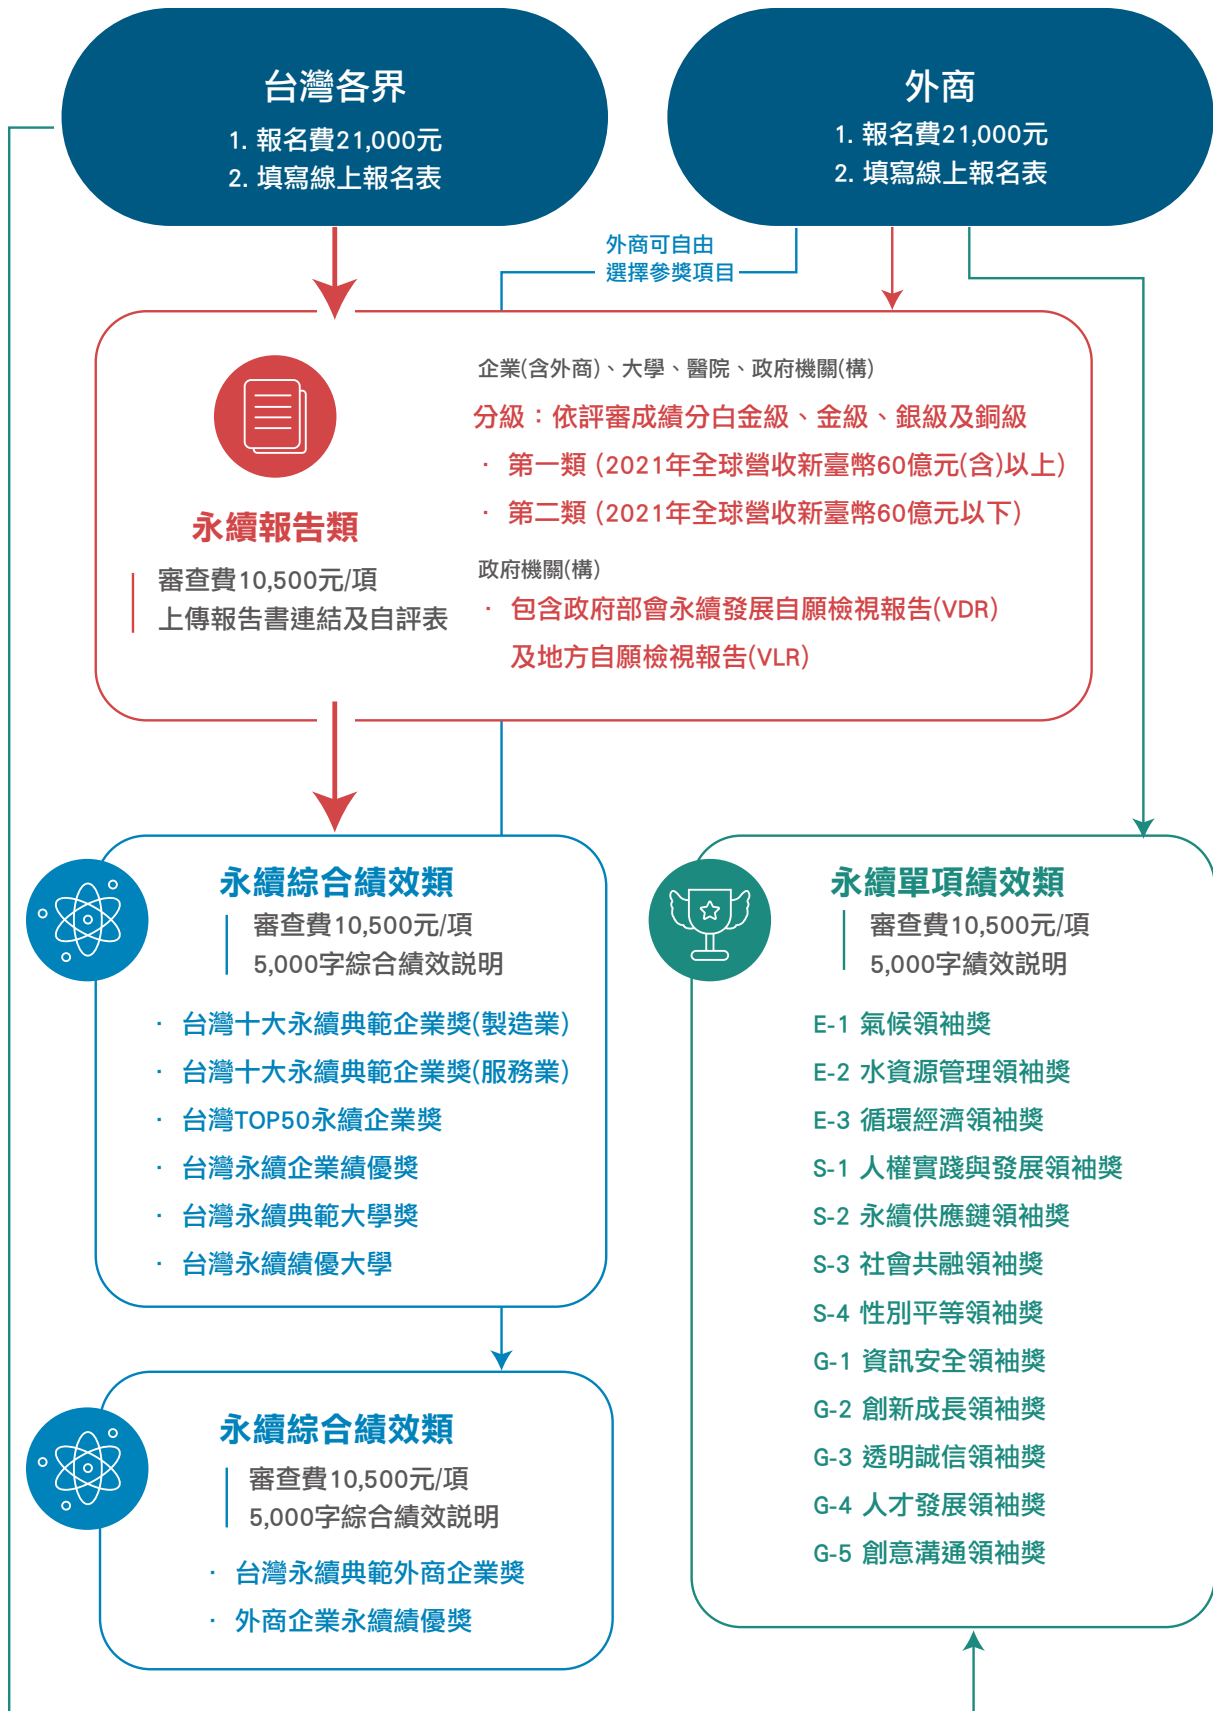 台灣各界
1. 報名費21,000元
2. 填寫線上報名表
外商
1. 報名費21,000元
2. 填寫線上報名表
外商可自由
選擇參獎項目
永續報告類
審查費10,500元/項
上傳報告書連結及自評表
企業(含外商)、大學、醫院、政府機關(構)
分級：依評審成績分白金級、金級、銀級及銅級
· 第一類 (2021年全球營收新臺幣60億元(含)以上)
· 第二類 (2021年全球營收新臺幣60億元以下)
政府機關(構)
· 包含政府部會永續發展自願檢視報告(VDR)
及地方自願檢視報告(VLR)
永續綜合績效類
審查費10,500元/項
5,000字綜合績效説明
· 台灣十大永續典範企業獎(製造業)
· 台灣十大永續典範企業獎(服務業)
· 台灣TOP50永續企業獎
· 台灣永續企業績優獎
· 台灣永續典範大學獎
· 台灣永續績優大學
永續綜合績效類
審查費10,500元/項
5,000字綜合績效説明
· 台灣永續典範外商企業獎
· 外商企業永續績優獎
永續單項績效類
審查費10,500元/項
5,000字績效説明
E-1 氣候領袖獎
E-2 水資源管理領袖獎
E-3 循環經濟領袖獎
S-1 人權實踐與發展領袖獎
S-2 永續供應鏈領袖獎
S-3 社會共融領袖獎
S-4 性別平等領袖獎
G-1 資訊安全領袖獎
G-2 創新成長領袖獎
G-3 透明誠信領袖獎
G-4 人才發展領袖獎
G-5 創意溝通領袖獎